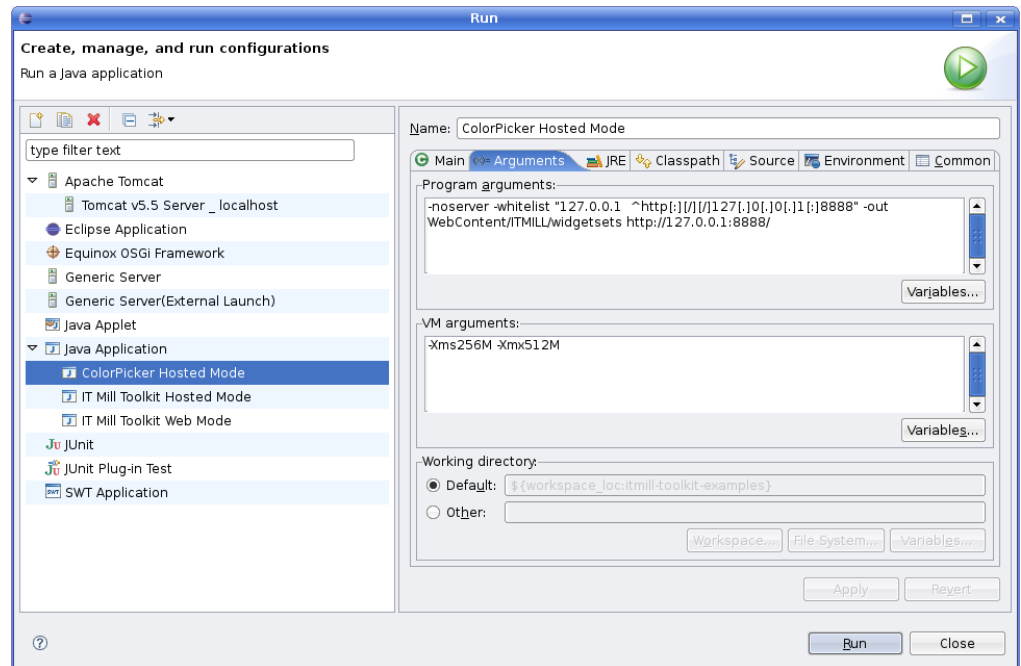 Run
Create, manage, and run configurations
Run a Java application
type filter text
Apache Tomcat
Tomcat v5.5 Server _ localhost
Eclipse Application
Equinox OSGi Framework
Generic Server
Generic Server(External Launch)
Java Applet
Java Application
ColorPicker Hosted Mode
IT Mill Toolkit Hosted Mode
IT Mill Toolkit Web Mode
Ju JUnit
Jü JUnit Plug-in Test
SWT SWT Application
Name: ColorPicker Hosted Mode
Main (x)= Arguments JRE Classpath Source Environment Common
Program arguments:
-noserver -whitelist "127.0.0.1  ^http[:][/][/]127[.]0[.]0[.]1[:]8888" -out
WebContent/ITMILL/widgetsets http://127.0.0.1:8888/
Variables...
VM arguments:
-Xms256M -Xmx512M
Variables...
Working directory:
Default: ${workspace_loc:itmill-toolkit-examples}
Other:
Workspace... File System... Variables...
Apply Revert
? Run Close